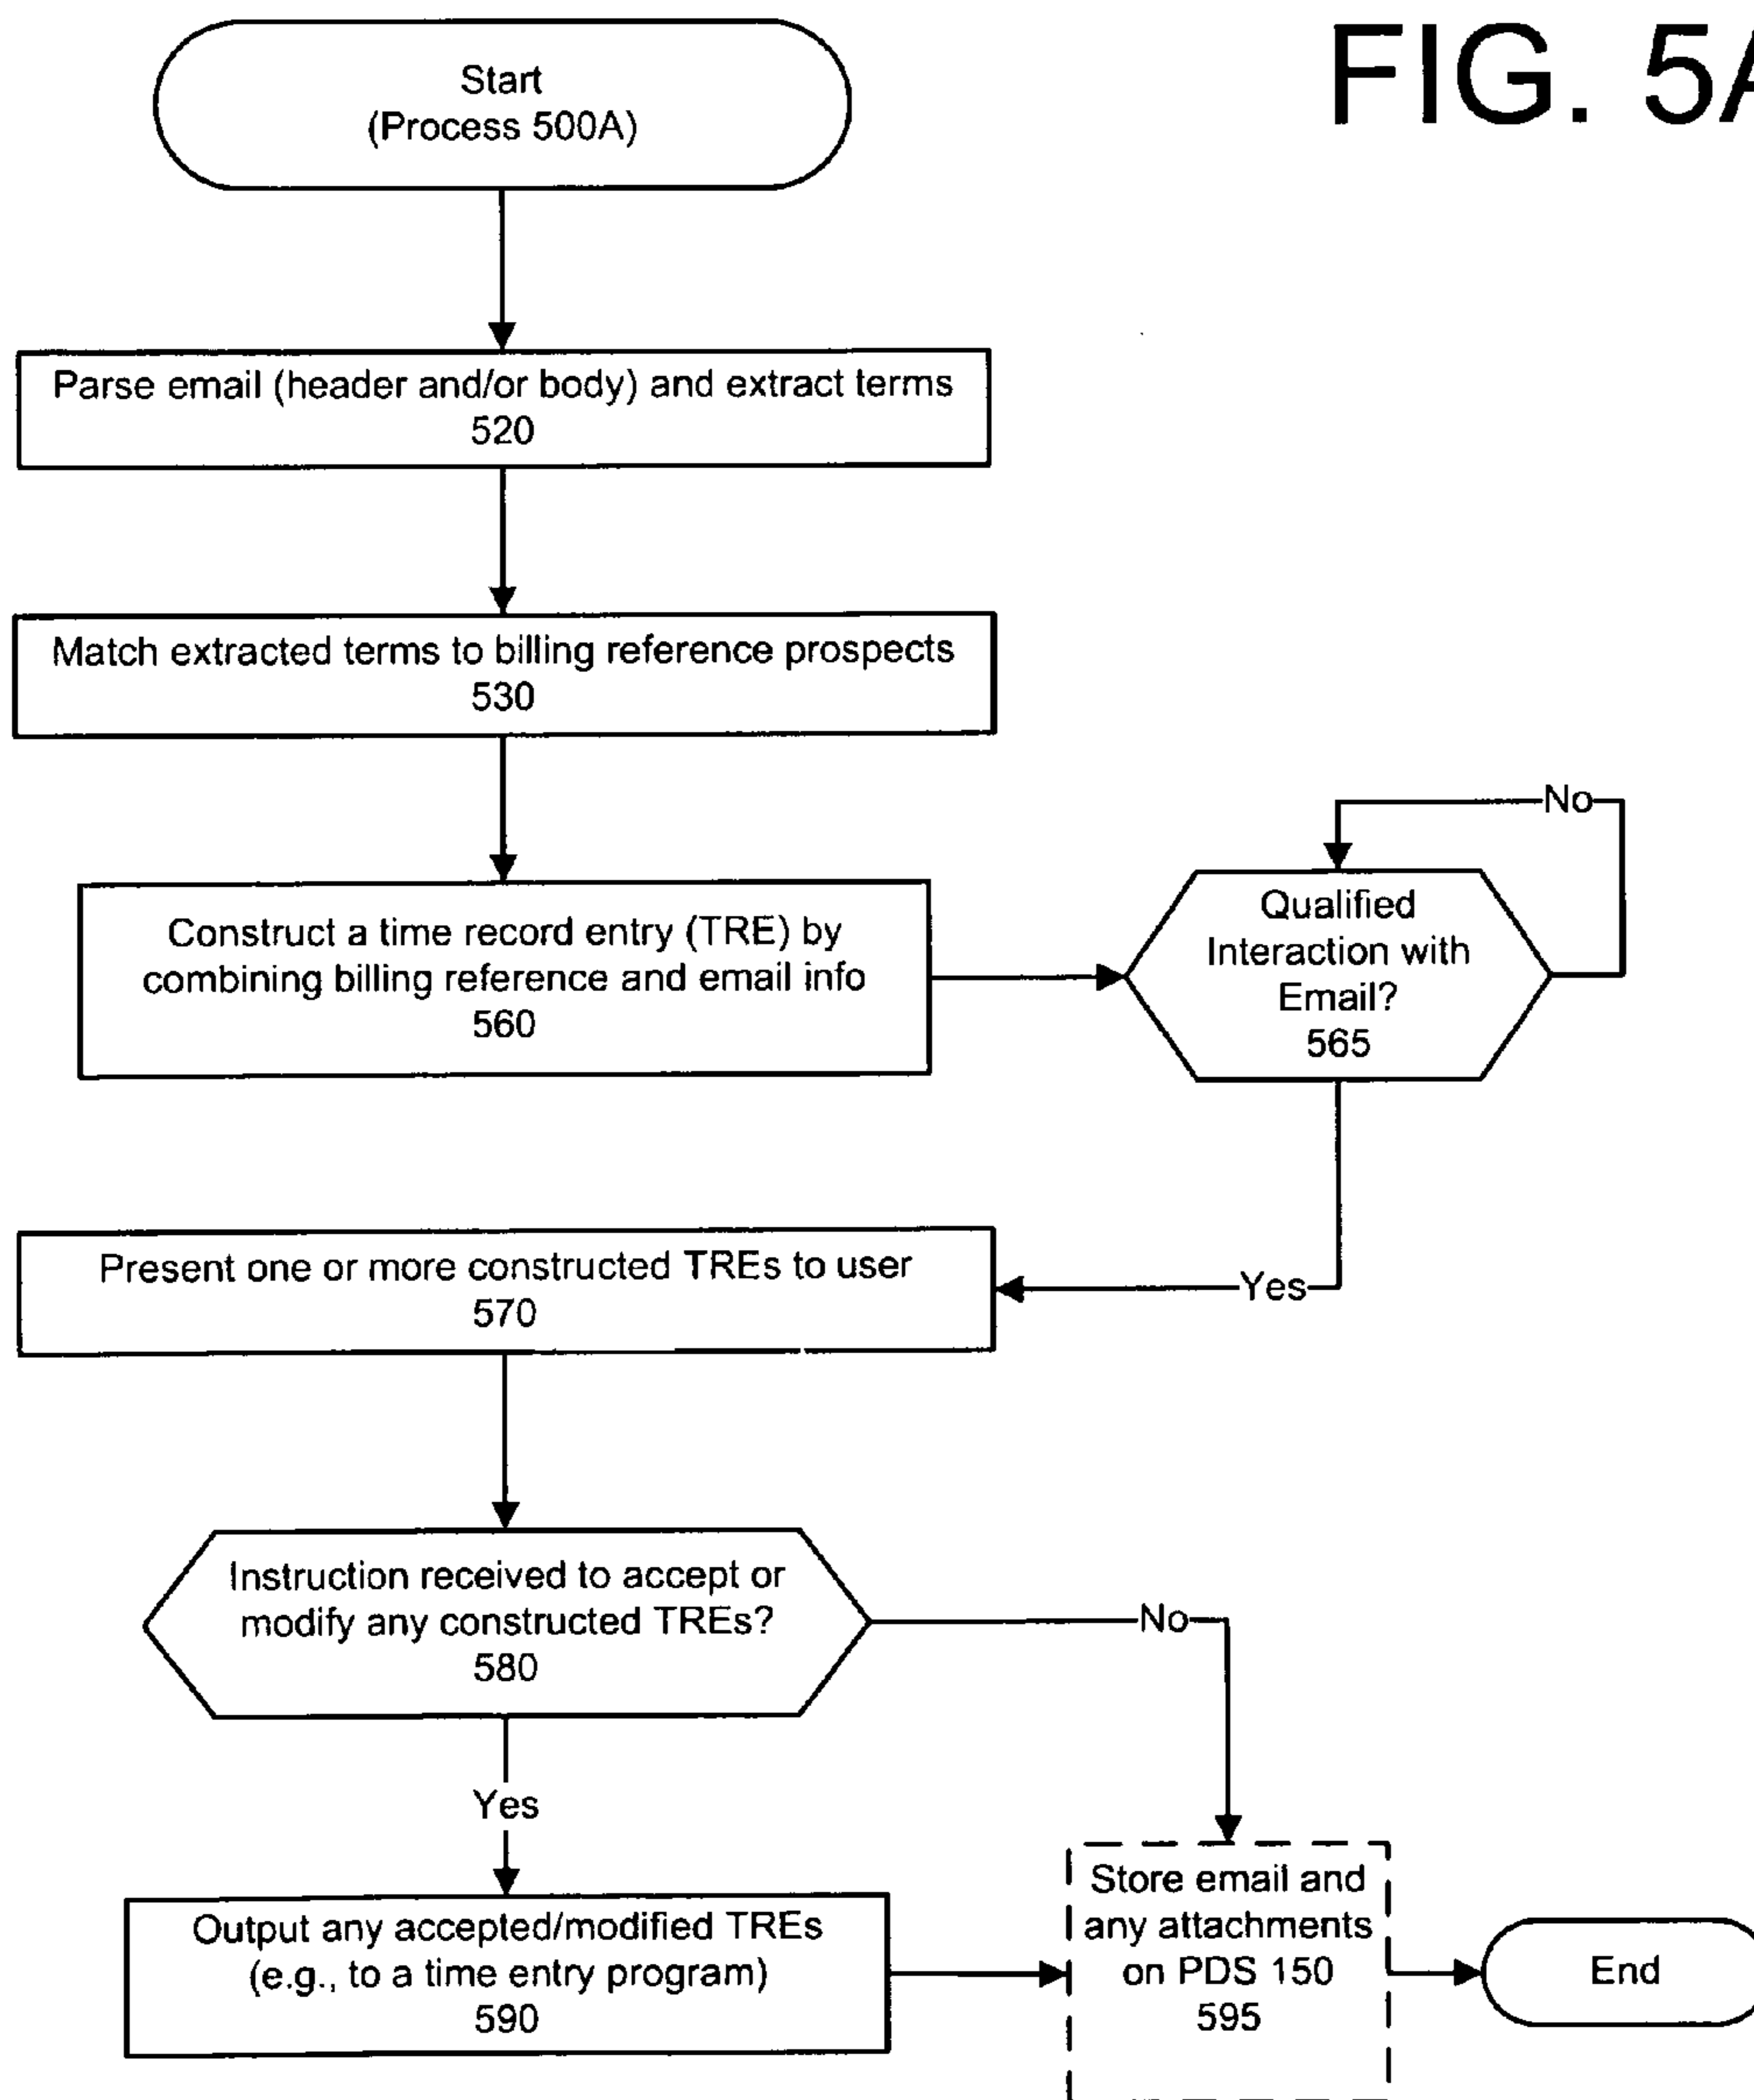 FIG. 5A
Start
(Process 500A)
Parse email (header and/or body) and extract terms
520
Match extracted terms to billing reference prospects
530
No
Construct a time record entry (TRE) by
combining billing reference and email info
560
Qualified
Interaction with
Email?
565
Present one or more constructed TREs to user
570
Yes
Instruction received to accept or
modify any constructed TREs?
580
No
Yes
Output any accepted/modified TREs
(e.g., to a time entry program)
590
Store email and
any attachments
on PDS 150
595
End